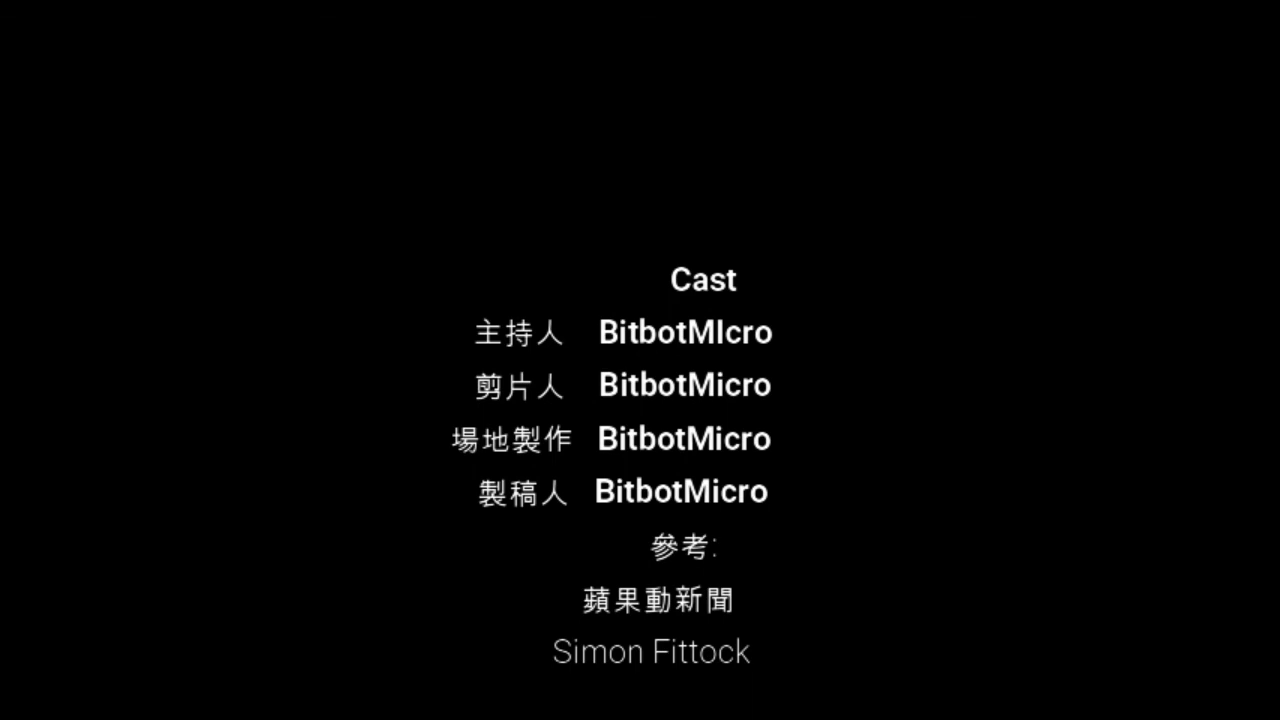 Cast
主持人 BitbotMIcro
剪片人 BitbotMicro
場地製作 BitbotMicro
製稿人 BitbotMicro
參考:
蘋果動新聞
Simon Fittock